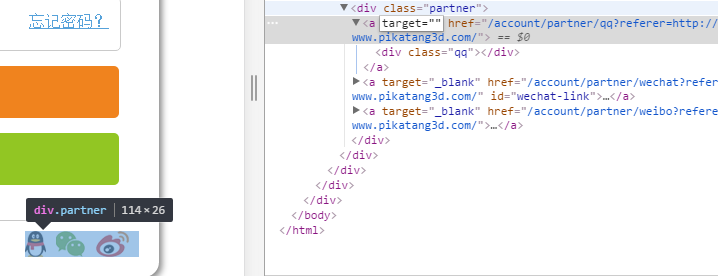 忘记密码？
div.partner 114×26
▼<div class="partner">
… ▼<a target="" href="/account/partner/qq?referer=http://
www.pikatang3d.com/"> == $0
<div class="qq"></div>
</a>
▶<a target="_blank" href="/account/partner/wechat?refere
www.pikatang3d.com/" id="wechat-link">…</a>
▶<a target="_blank" href="/account/partner/weibo?refere
www.pikatang3d.com/">…</a>
</div>
</div>
</div>
</div>
</div>
</body>
</html>